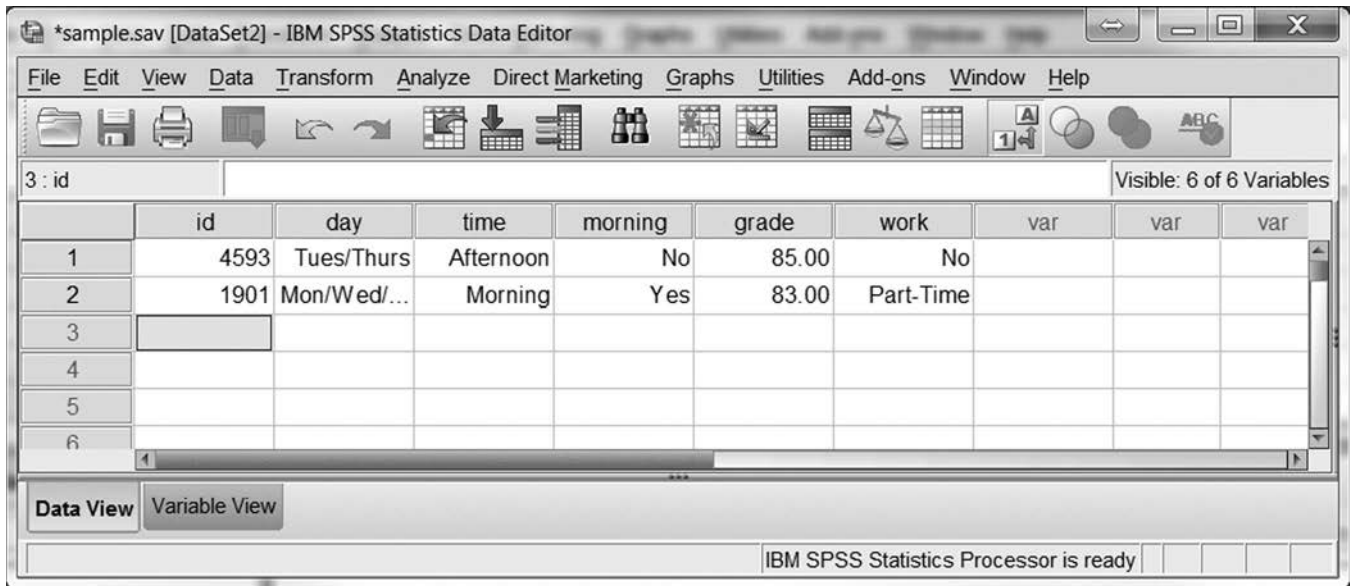 *sample.sav [DataSet2] - IBM SPSS Statistics Data Editor
File Edit View Data Transform Analyze Direct Marketing Graphs Utilities Add-ons Window Help
A
1
ABC
3 : id Visible: 6 of 6 Variables
id day time morning grade work var var var
1 4593 Tues/Thurs Afternoon No 85.00 No
2 1901 Mon/Wed/... Morning Yes 83.00 Part-Time
3
4
5
6
Data View Variable View
IBM SPSS Statistics Processor is ready